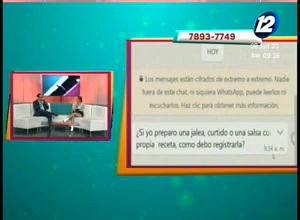 12
7893-7749
HOY
Los mensajes están cifrados de extremo a extremo. Nadie
fuera de este chat, ni siquiera WhatsApp, puede leerlos ni
escucharlos. Haz clic para obtener más información.
¿Si yo preparo una jalea, curtido o una salsa co
propia receta, como debo registrarla?
9:34 a. m.